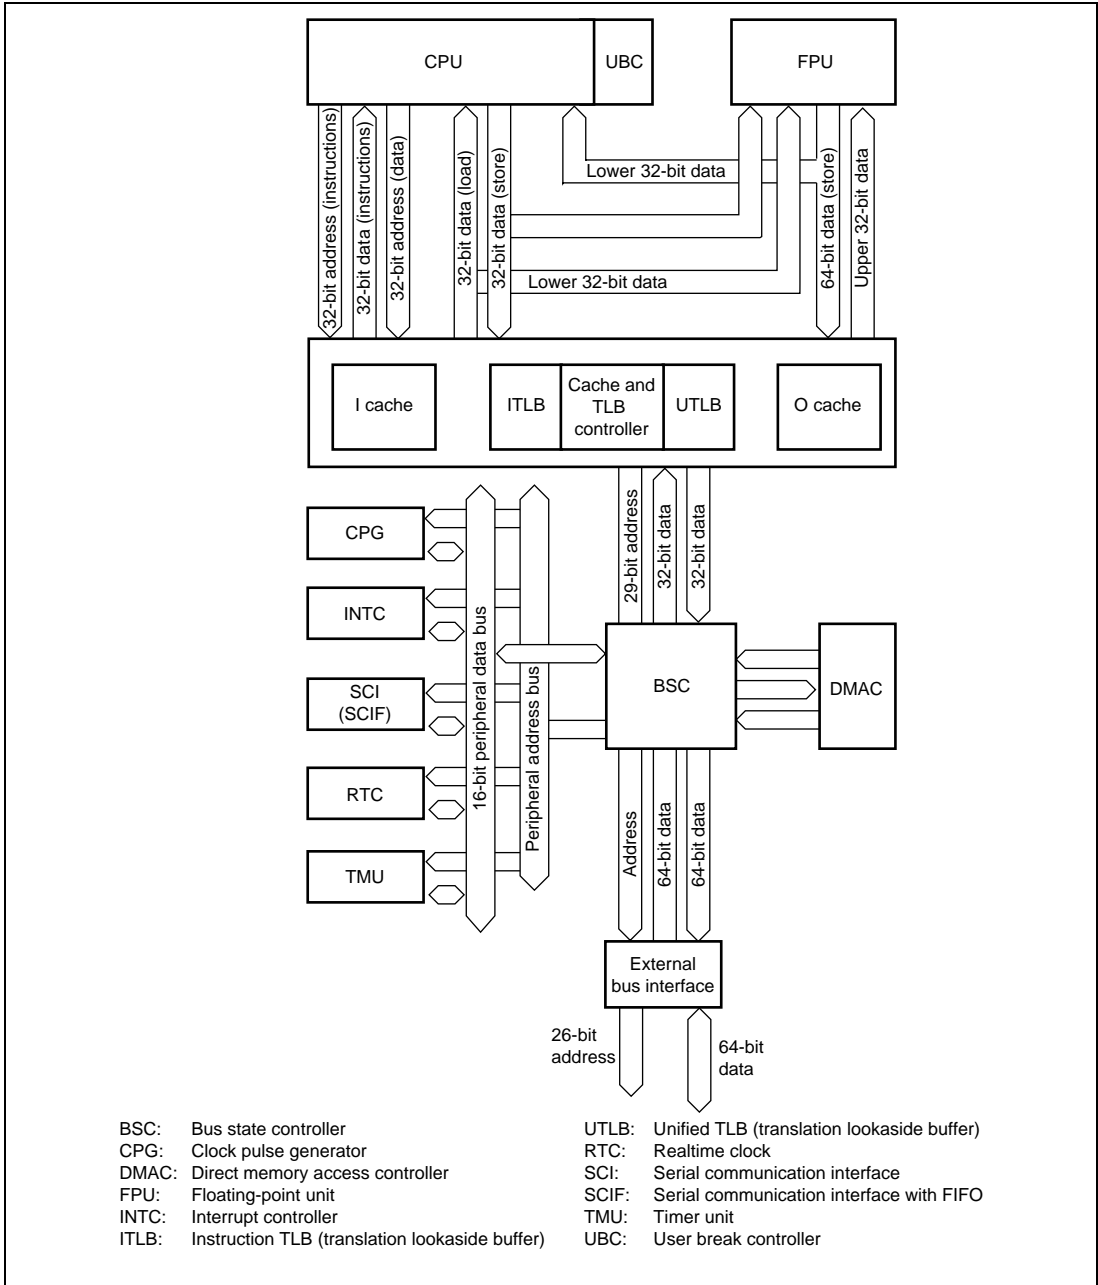 CPU
UBC
FPU
32-bit address (instructions)
32-bit data (instructions)
32-bit address (data)
32-bit data (load)
32-bit data (store)
Lower 32-bit data
Lower 32-bit data
64-bit data (store)
Upper 32-bit data
I cache
ITLB
Cache and
TLB
controller
UTLB
O cache
29-bit address
32-bit data
32-bit data
CPG
INTC
SCI
(SCIF)
RTC
TMU
16-bit peripheral data bus
Peripheral address bus
BSC
DMAC
Address
64-bit data
64-bit data
External
bus interface
26-bit
address
64-bit
data
BSC: Bus state controller
CPG: Clock pulse generator
DMAC: Direct memory access controller
FPU: Floating-point unit
INTC: Interrupt controller
ITLB: Instruction TLB (translation lookaside buffer)
UTLB: Unified TLB (translation lookaside buffer)
RTC: Realtime clock
SCI: Serial communication interface
SCIF: Serial communication interface with FIFO
TMU: Timer unit
UBC: User break controller